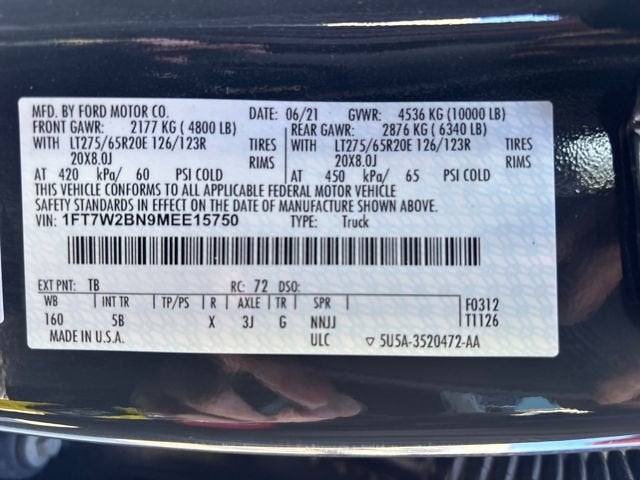 MFD. BY FORD MOTOR CO. DATE: 06/21 GVWR: 4536 KG (10000 LB)
FRONT GAWR: 2177 KG (4800 LB) REAR GAWR: 2876 KG (6340 LB)
WITH LT275/65R20E 126/123R TIRES WITH LT275/65R20E 126/123R TIRES
20X8.0J RIMS 20X8.0J RIMS
AT 420 kPa/ 60 PSI COLD AT 450 kPa/ 65 PSI COLD
THIS VEHICLE CONFORMS TO ALL APPLICABLE FEDERAL MOTOR VEHICLE
SAFETY STANDARDS IN EFFECT ON THE DATE OF MANUFACTURE SHOWN ABOVE.
VIN: 1FT7W2BN9MEE15750 TYPE: Truck
EXT PNT: TB RC: 72 DSO:
WB INT TR TP/PS R AXLE TR SPR F0312
160 5B X 3J G NNJJ T1126
MADE IN U.S.A. ULC ▽ 5U5A-3520472-AA